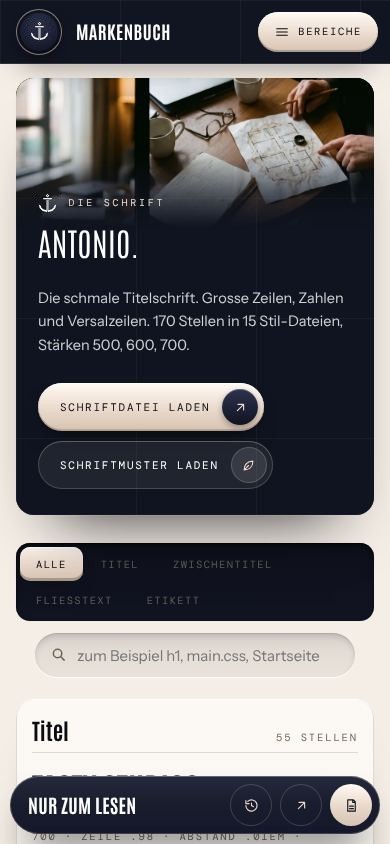 MARKENBUCH
BEREICHE
DIE SCHRIFT
ANTONIO.
Die schmale Titelschrift. Grosse Zeilen, Zahlen
und Versalzeilen. 170 Stellen in 15 Stil-Dateien,
Stärken 500, 600, 700.
SCHRIFTDATEI LADEN
SCHRIFTMUSTER LADEN
ALLE TITEL ZWISCHENTITEL
FLIESSTEXT ETIKETT
zum Beispiel h1, main.css, Startseite
Titel 55 STELLEN
NUR ZUM LESEN
700 · ZEILE .98 · ABSTAND .01EM ·